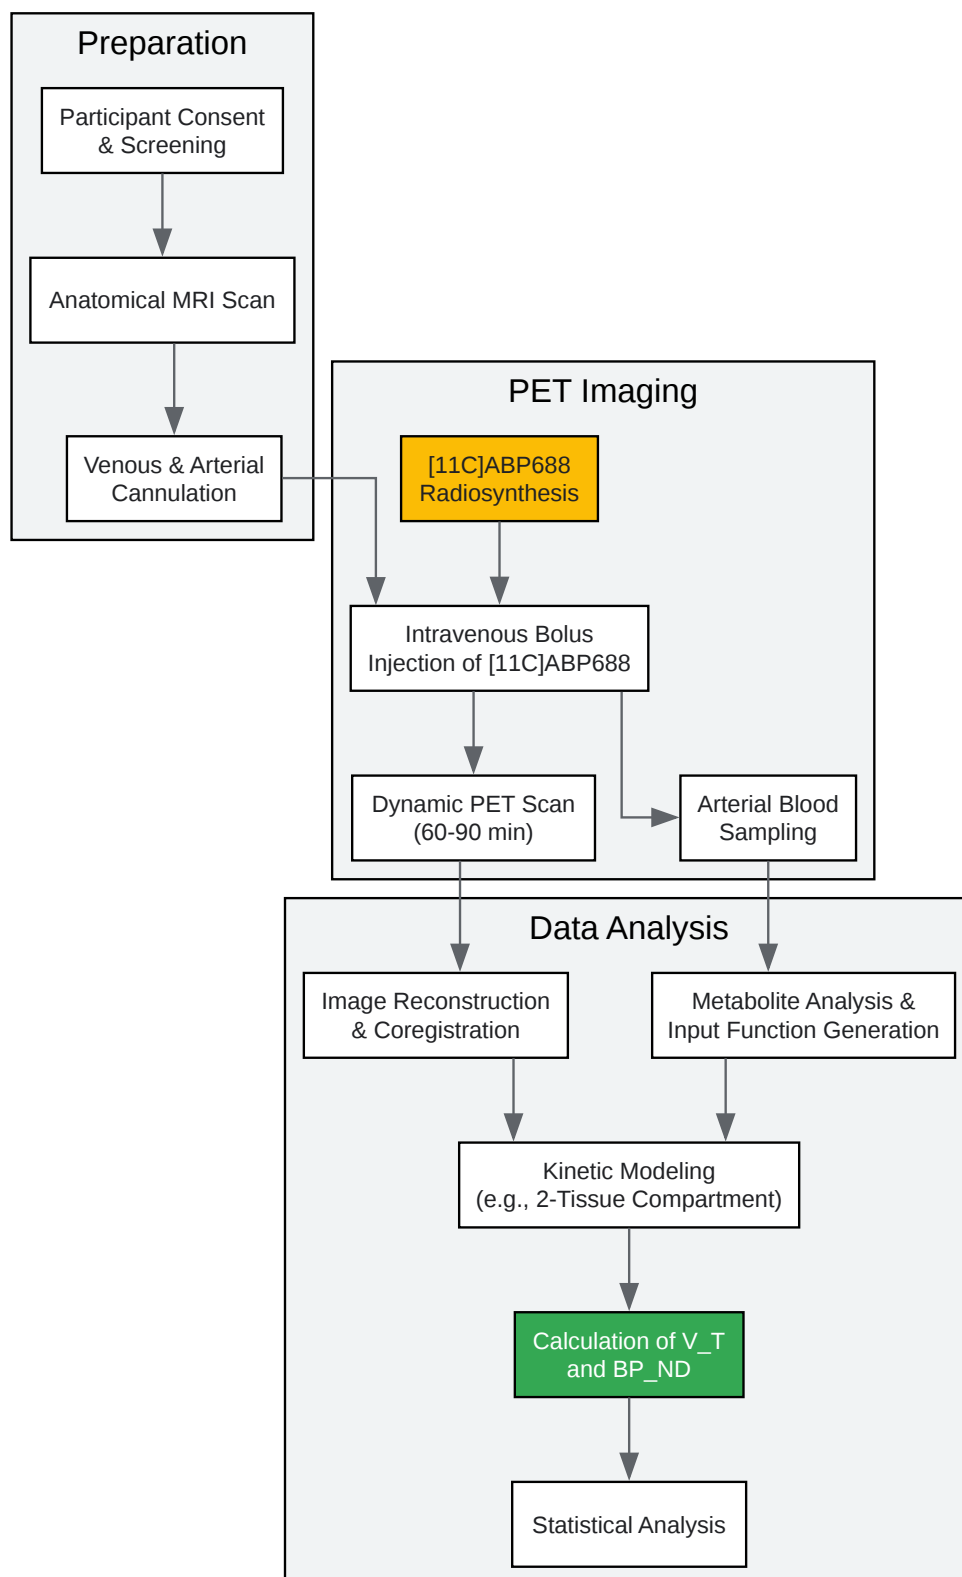 Preparation
Participant Consent
& Screening
Anatomical MRI Scan
Venous & Arterial
Cannulation
PET Imaging
[11C]ABP688
Radiosynthesis
Intravenous Bolus
Injection of [11C]ABP688
Dynamic PET Scan
(60-90 min)
Arterial Blood
Sampling
Data Analysis
Image Reconstruction
& Coregistration
Metabolite Analysis &
Input Function Generation
Kinetic Modeling
(e.g., 2-Tissue Compartment)
Calculation of V_T
and BP_ND
Statistical Analysis